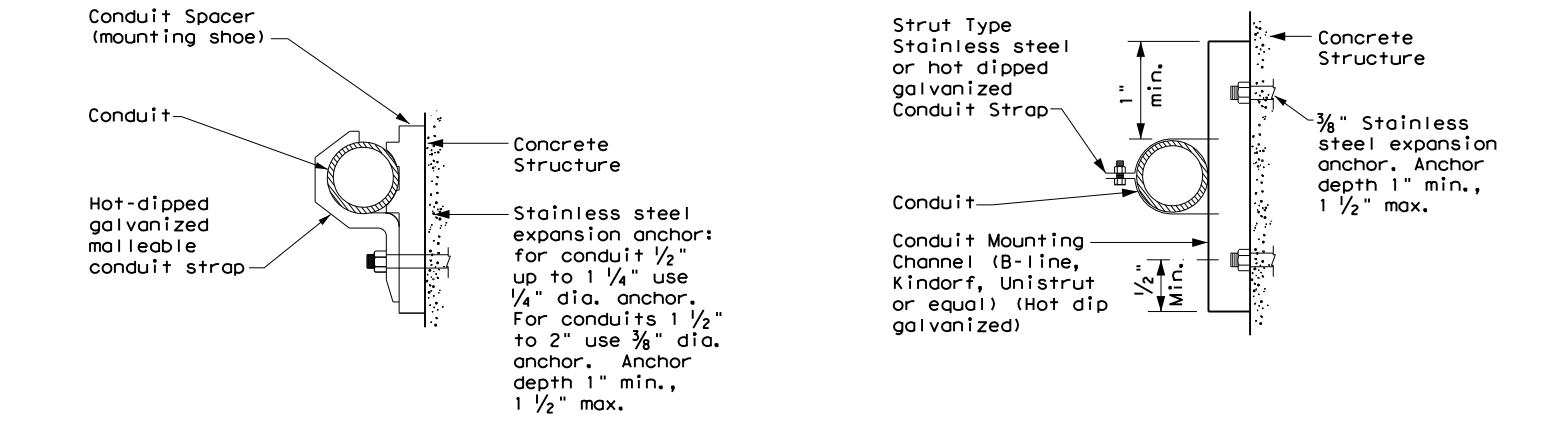 Conduit Spacer
(mounting shoe)
Conduit
Hot-dipped
galvanized
malleable
conduit strap
Concrete
Structure
Stainless steel
expansion anchor:
for conduit 1/2"
up to 1 1/4" use
1/4" dia. anchor.
For conduits 1 1/2"
to 2" use 3/8" dia.
anchor. Anchor
depth 1" min.,
1 1/2" max.
Strut Type
Stainless steel
or hot dipped
galvanized
Conduit Strap
1"
min.
Conduit
Conduit Mounting
Channel (B-line,
Kindorf, Unistrut
or equal) (Hot dip
galvanized)
1/2"
Min.
Concrete
Structure
3/8" Stainless
steel expansion
anchor. Anchor
depth 1" min.,
1 1/2" max.